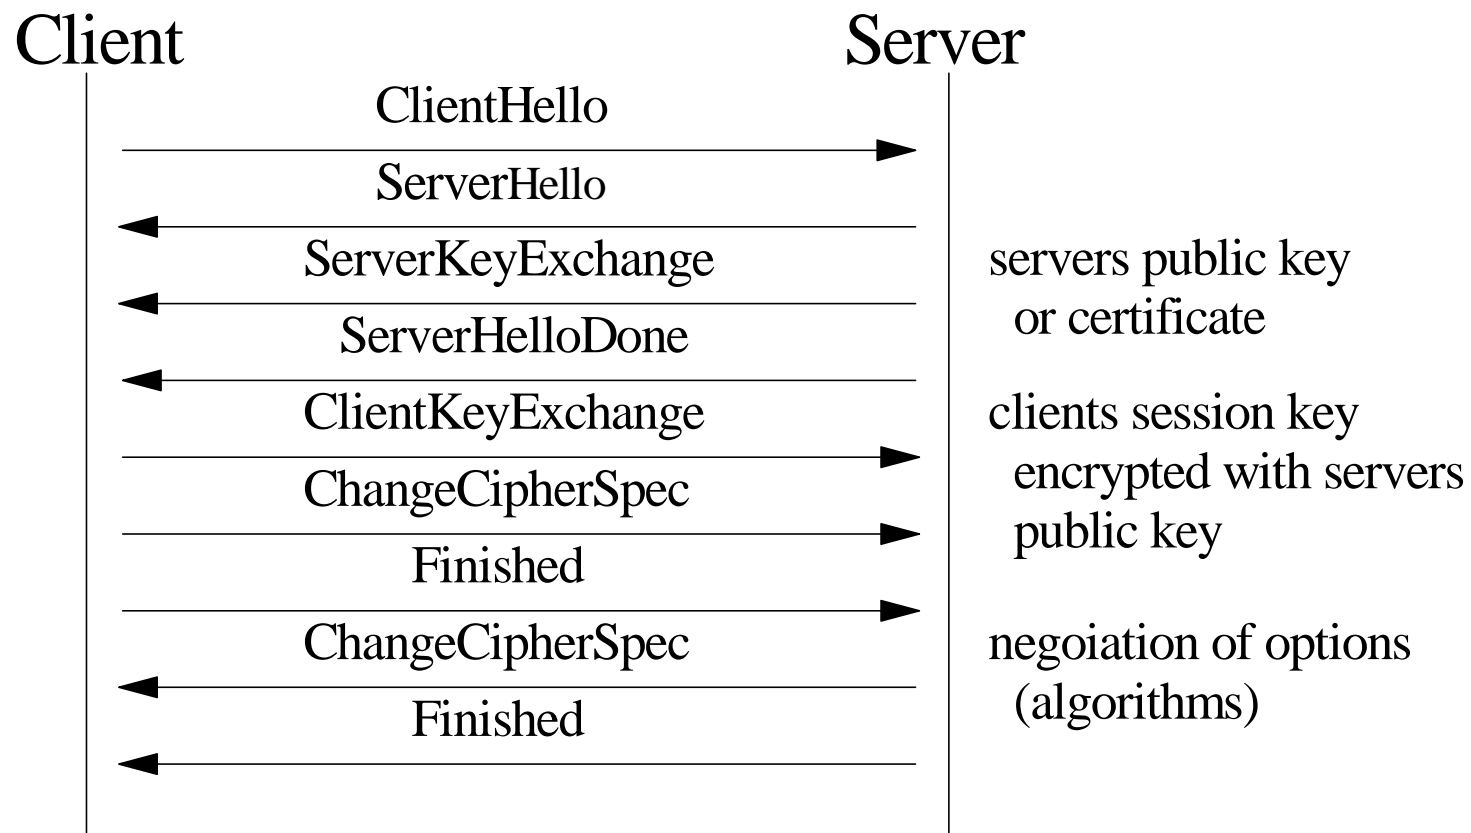 Client
Server
ClientHello
ServerHello
ServerKeyExchange
servers public key
or certificate
ServerHelloDone
ClientKeyExchange
clients session key
encrypted with servers
public key
ChangeCipherSpec
Finished
ChangeCipherSpec
negoiation of options
(algorithms)
Finished